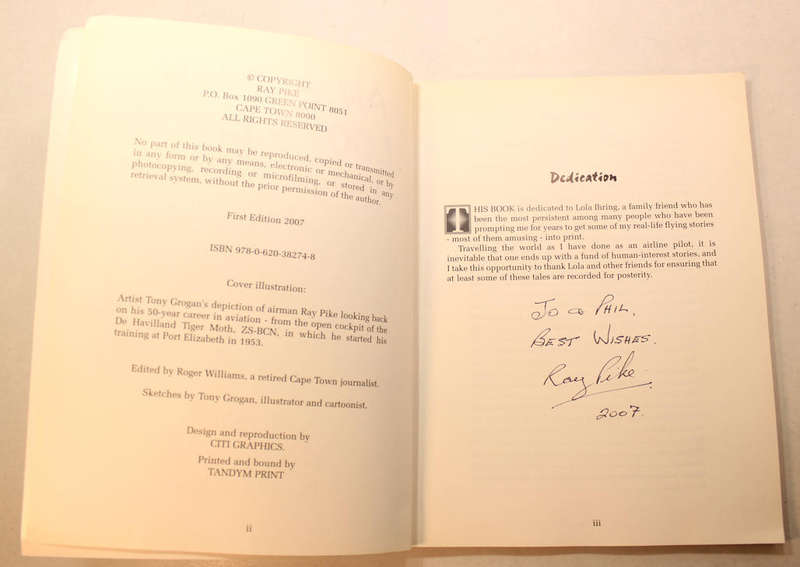 © COPYRIGHT
RAY PIKE
P.O. Box 1090 GREEN POINT 8051
CAPE TOWN 8000
ALL RIGHTS RESERVED
No part of this book may be reproduced, copied or transmitted
in any form or by any means, electronic or mechanical, or by
photocopying, recording or microfilming, or stored in any
retrieval system, without the prior permission of the author.
First Edition 2007
ISBN 978-0-620-38274-8
Cover illustration:
Artist Tony Grogan's depiction of airman Ray Pike looking back
on his 50-year career in aviation - from the open cockpit of the
De Havilland Tiger Moth, ZS-BCN, in which he started his
training at Port Elizabeth in 1953.
Edited by Roger Williams, a retired Cape Town journalist.
Sketches by Tony Grogan, illustrator and cartoonist.
Design and reproduction by
CITI GRAPHICS.
Printed and bound by
TANDYM PRINT
ii
Dedication
THIS BOOK is dedicated to Lola Ihring, a family friend who has
been the most persistent among many people who have been
prompting me for years to get some of my real-life flying stories
- most of them amusing - into print.
Travelling the world as I have done as an airline pilot, it is
inevitable that one ends up with a fund of human-interest stories, and
I take this opportunity to thank Lola and other friends for ensuring that
at least some of these tales are recorded for posterity.
PHIL.
BEST WISHES.
Ray Pike
2007.
iii